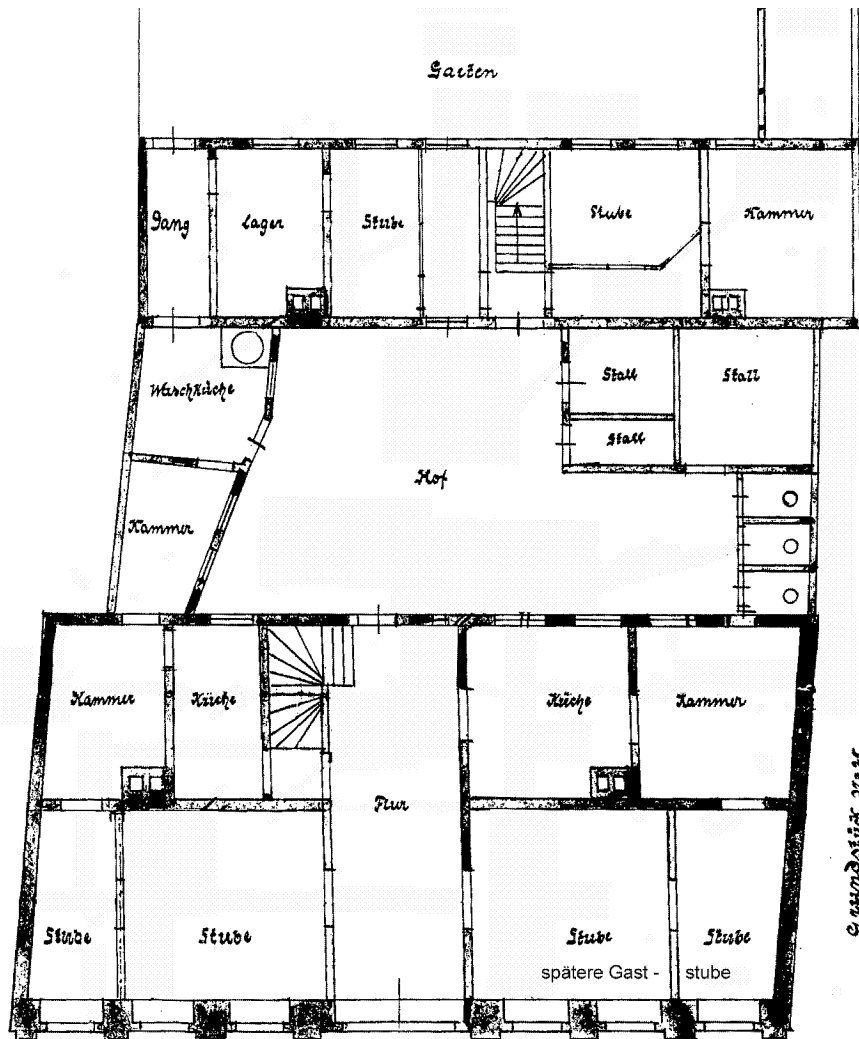 Garten
Gang
Lager
Stube
Stube
Kammer
Waschküche
Stall
Stall
Stall
Hof
Kammer
Kammer
Küche
Küche
Kammer
Flur
Stube
Stube
Stube
Stube
spätere Gast - stube
Grundstück